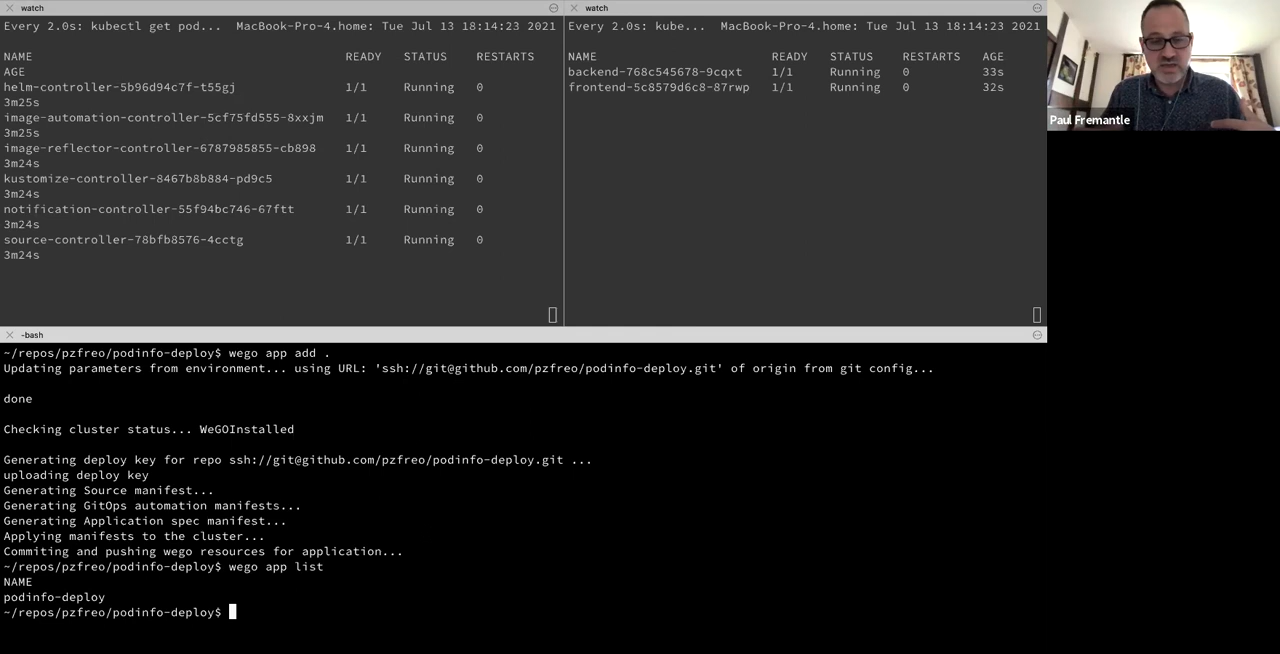 watch
Every 2.0s: kubectl get pod... MacBook-Pro-4.home: Tue Jul 13 18:14:23 2021
NAME READY STATUS RESTARTS
AGE
helm-controller-5b96d94c7f-t55gj 1/1 Running 0
3m25s
image-automation-controller-5cf75fd555-8xxjm 1/1 Running 0
3m25s
image-reflector-controller-6787985855-cb898 1/1 Running 0
3m24s
kustomize-controller-8467b8b884-pd9c5 1/1 Running 0
3m24s
notification-controller-55f94bc746-67ftt 1/1 Running 0
3m24s
source-controller-78bfb8576-4cctg 1/1 Running 0
3m24s
watch
Every 2.0s: kube... MacBook-Pro-4.home: Tue Jul 13 18:14:23 2021
NAME READY STATUS RESTARTS AGE
backend-768c545678-9cqxt 1/1 Running 0 33s
frontend-5c8579d6c8-87rwp 1/1 Running 0 32s
Paul Fremantle
-bash
~/repos/pzfreo/podinfo-deploy$ wego app add .
Updating parameters from environment... using URL: 'ssh://git@github.com/pzfreo/podinfo-deploy.git' of origin from git config...
done
Checking cluster status... WeGOInstalled
Generating deploy key for repo ssh://git@github.com/pzfreo/podinfo-deploy.git ...
uploading deploy key
Generating Source manifest...
Generating GitOps automation manifests...
Generating Application spec manifest...
Applying manifests to the cluster...
Commiting and pushing wego resources for application...
~/repos/pzfreo/podinfo-deploy$ wego app list
NAME
podinfo-deploy
~/repos/pzfreo/podinfo-deploy$